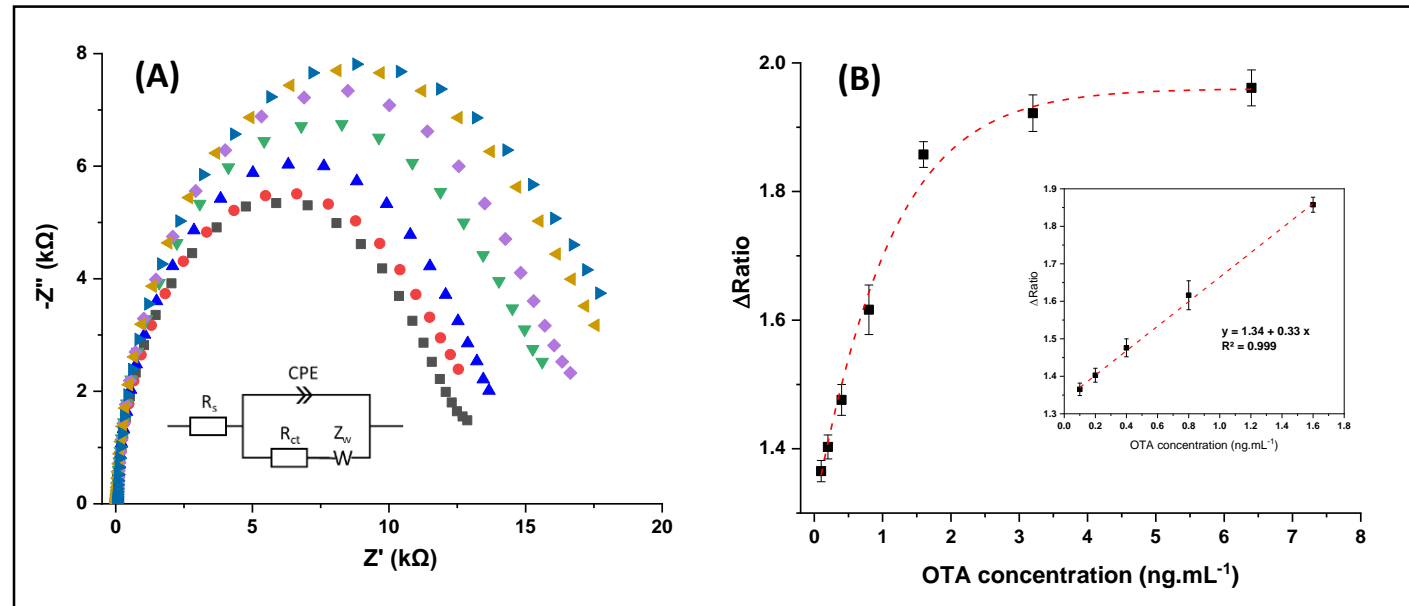 (A)
8
6
4
2
0
-Z'' (kΩ)
0 5 10 15 20
Z' (kΩ)
CPE
Rs
Rct Zw
W
(B)
2.0
1.8
1.6
1.4
ΔRatio
0 1 2 3 4 5 6 7 8
OTA concentration (ng.mL⁻¹)
1.9
1.8
1.7
1.6
1.5
1.4
1.3
ΔRatio
y = 1.34 + 0.33 x
R² = 0.999
0.0 0.2 0.4 0.6 0.8 1.0 1.2 1.4 1.6 1.8
OTA concentration (ng.mL⁻¹)